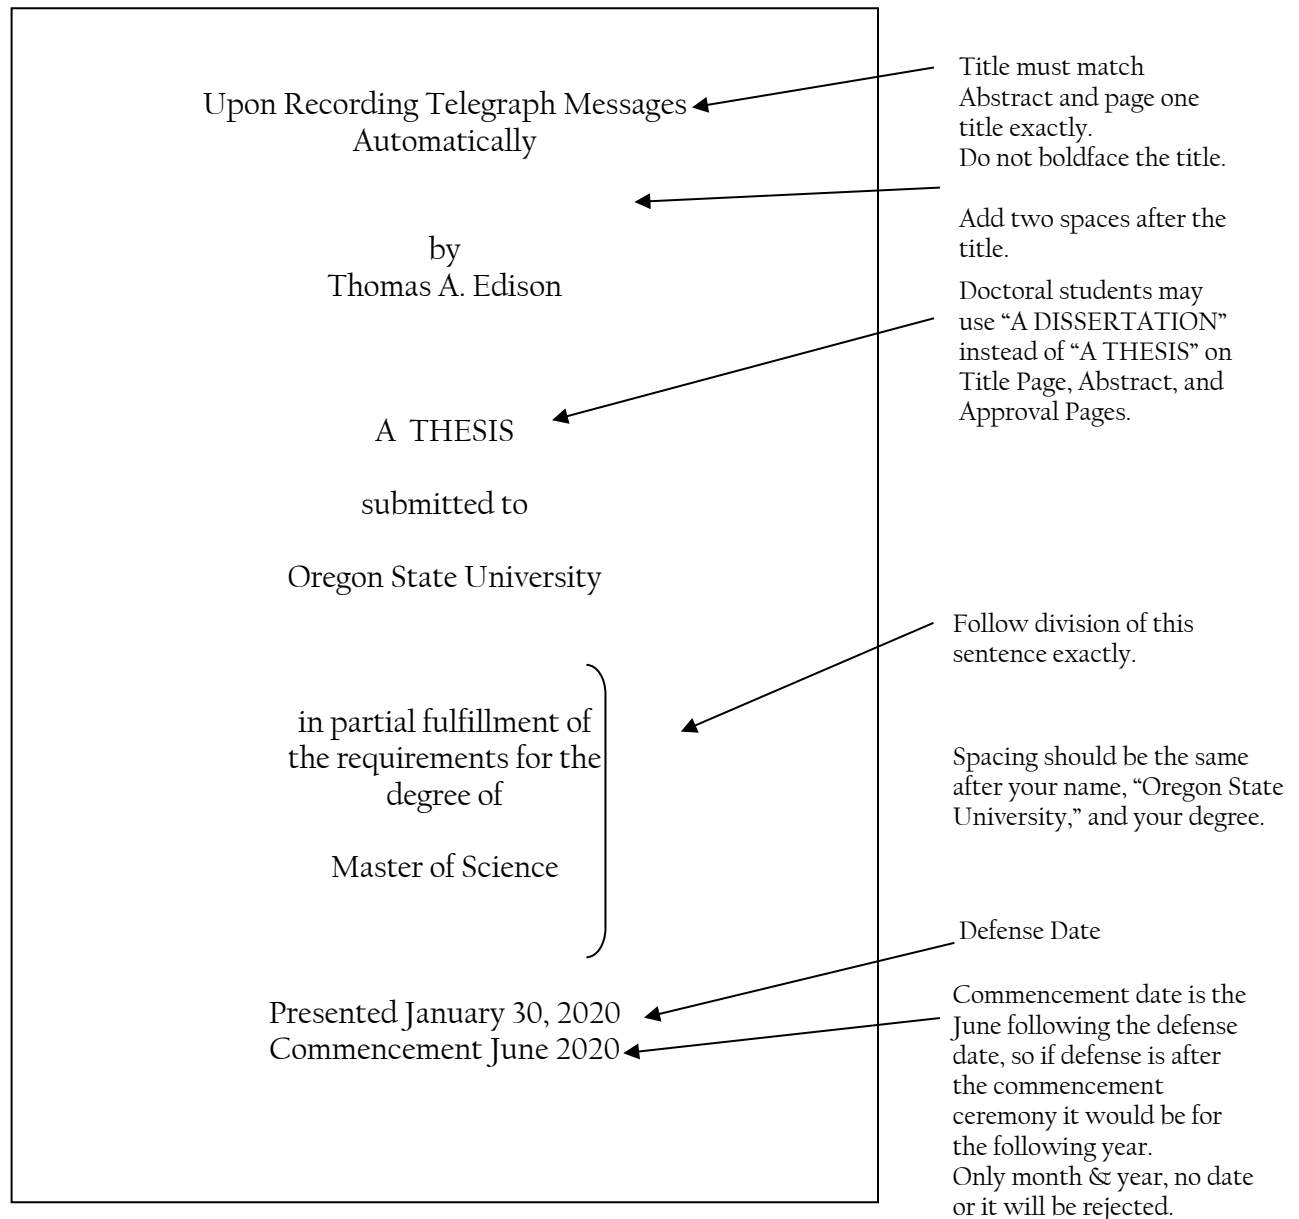 Upon Recording Telegraph Messages
Automatically
by
Thomas A. Edison
A  THESIS
submitted to
Oregon State University
in partial fulfillment of
the requirements for the
degree of
Master of Science
Presented January 30, 2020
Commencement June 2020
Title must match
Abstract and page one
title exactly.
Do not boldface the title.
Add two spaces after the
title.
Doctoral students may
use “A DISSERTATION”
instead of “A THESIS” on
Title Page, Abstract, and
Approval Pages.
Follow division of this
sentence exactly.
Spacing should be the same
after your name, “Oregon State
University,” and your degree.
Defense Date
Commencement date is the
June following the defense
date, so if defense is after
the commencement
ceremony it would be for
the following year.
Only month & year, no date
or it will be rejected.